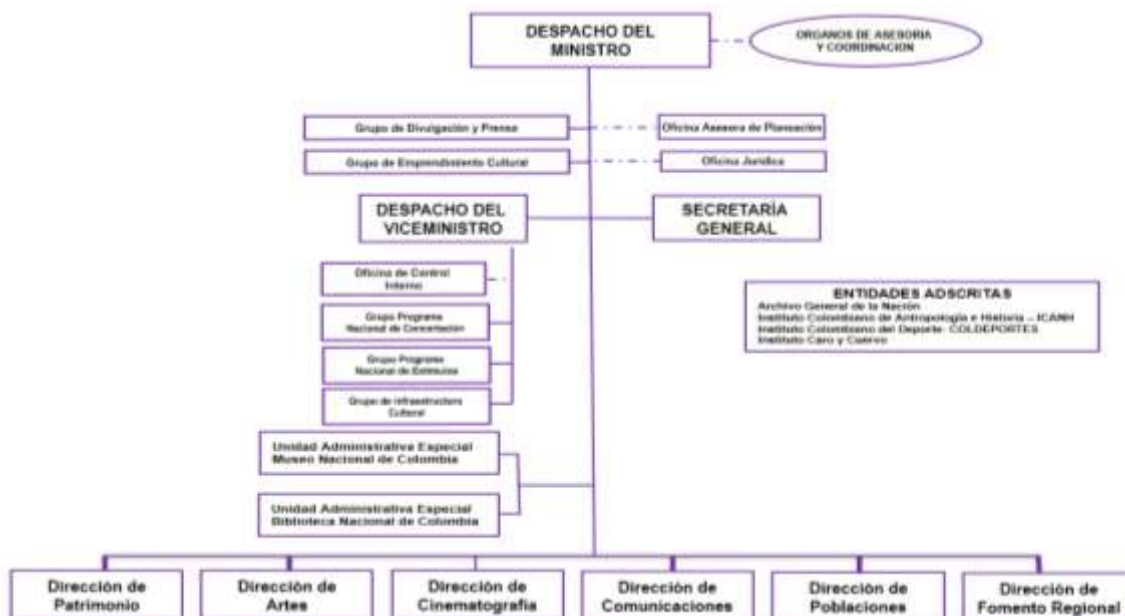 DESPACHO DEL
MINISTRO
ORGANOS DE ASESORIA
Y COORDINACION
Grupo de Divulgación y Prensa
Oficina Asesora de Planeación
Grupo de Emprendimiento Cultural
Oficina Jurídica
DESPACHO DEL
VICEMINISTRO
SECRETARÍA
GENERAL
Oficina de Control
Interno
Grupo Programa
Nacional de Concertación
Grupo Programa
Nacional de Estímulos
Grupo de Infraestructura
Cultural
ENTIDADES ADSCRITAS
Archivo General de la Nación
Instituto Colombiano de Antropología e Historia – ICANH
Instituto Colombiano del Deporte: COLDEPORTES
Instituto Caro y Cuervo
Unidad Administrativa Especial
Museo Nacional de Colombia
Unidad Administrativa Especial
Biblioteca Nacional de Colombia
Dirección de
Patrimonio
Dirección de
Artes
Dirección de
Cinematografía
Dirección de
Comunicaciones
Dirección de
Poblaciones
Dirección de
Fomento Regional